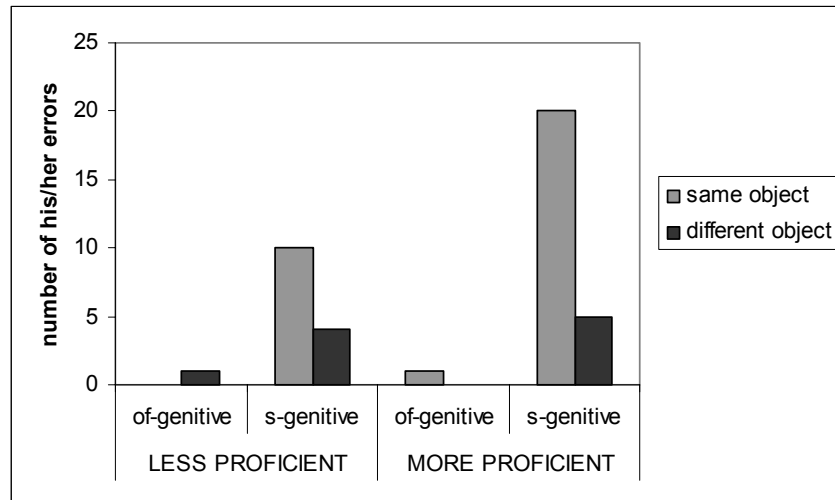 25
20
15
10
5
0
number of his/her errors
of-genitive s-genitive of-genitive s-genitive
LESS PROFICIENT MORE PROFICIENT
same object
different object